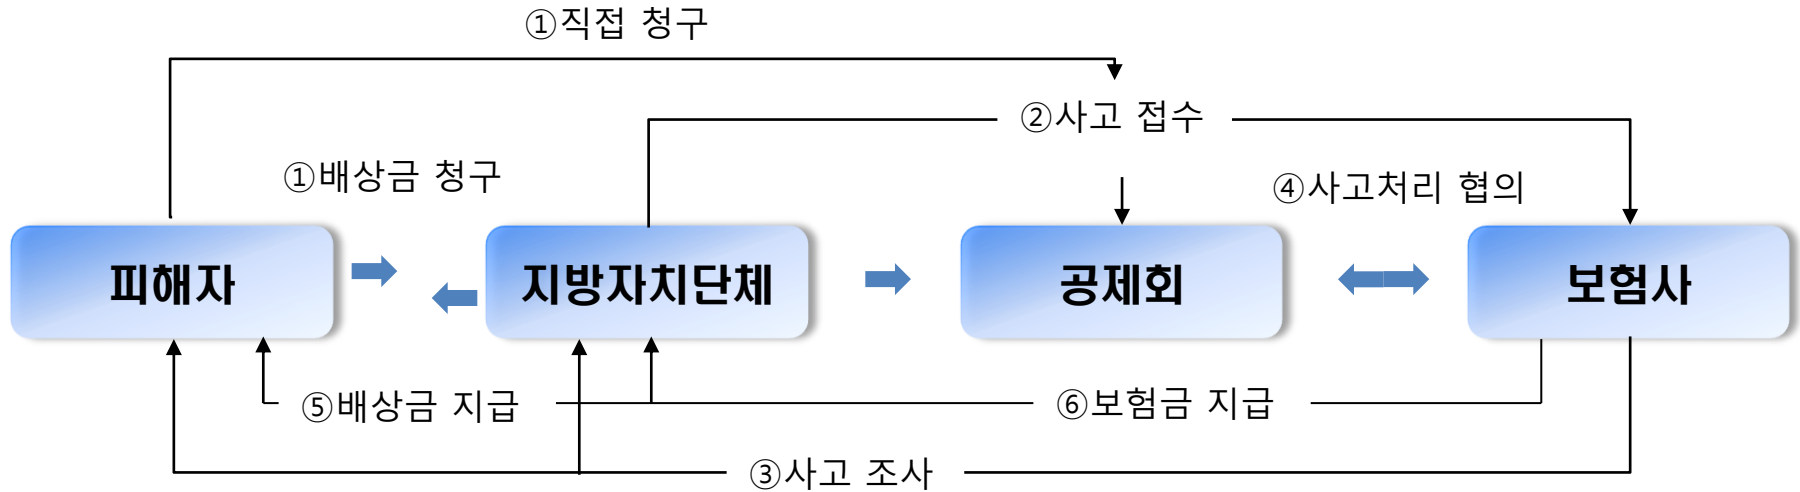 ①직접 청구
②사고 접수
①배상금 청구
④사고처리 협의
피해자
지방자치단체
공제회
보험사
⑤배상금 지급
⑥보험금 지급
③사고 조사